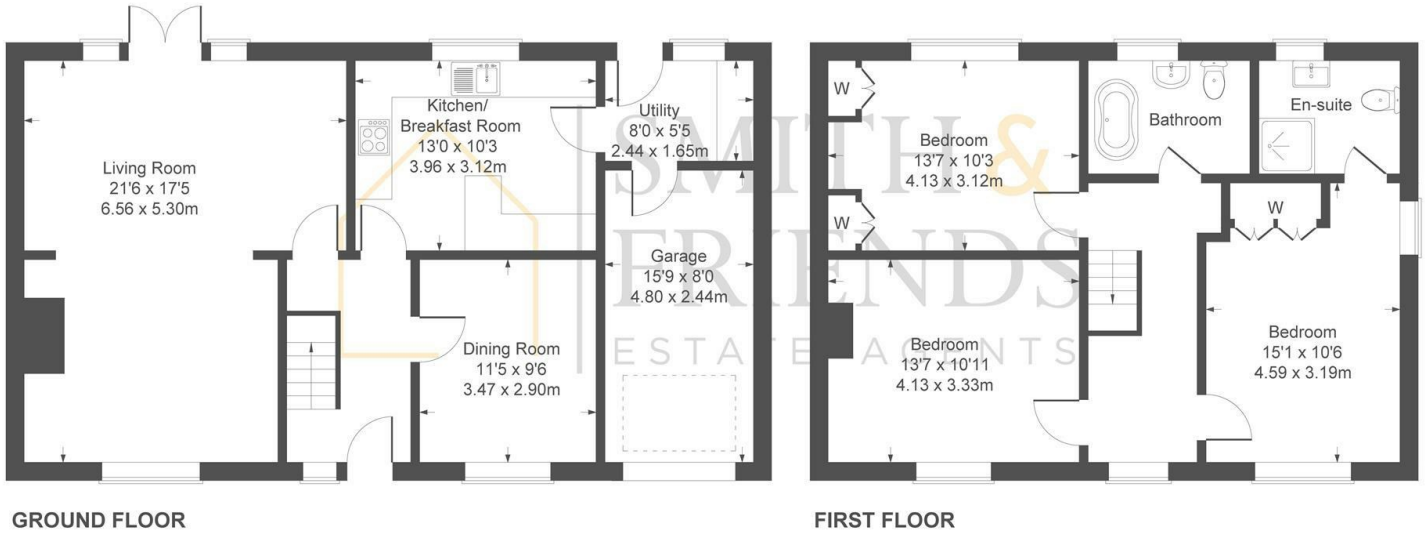 Living Room
21'6 x 17'5
6.56 x 5.30m
Kitchen/
Breakfast Room
13'0 x 10'3
3.96 x 3.12m
Utility
8'0 x 5'5
2.44 x 1.65m
Dining Room
11'5 x 9'6
3.47 x 2.90m
Garage
15'9 x 8'0
4.80 x 2.44m
GROUND FLOOR
SMITH &
FRIENDS
ESTATE AGENTS
W
Bedroom
13'7 x 10'3
4.13 x 3.12m
W
Bathroom
En-suite
W
Bedroom
13'7 x 10'11
4.13 x 3.33m
Bedroom
15'1 x 10'6
4.59 x 3.19m
FIRST FLOOR